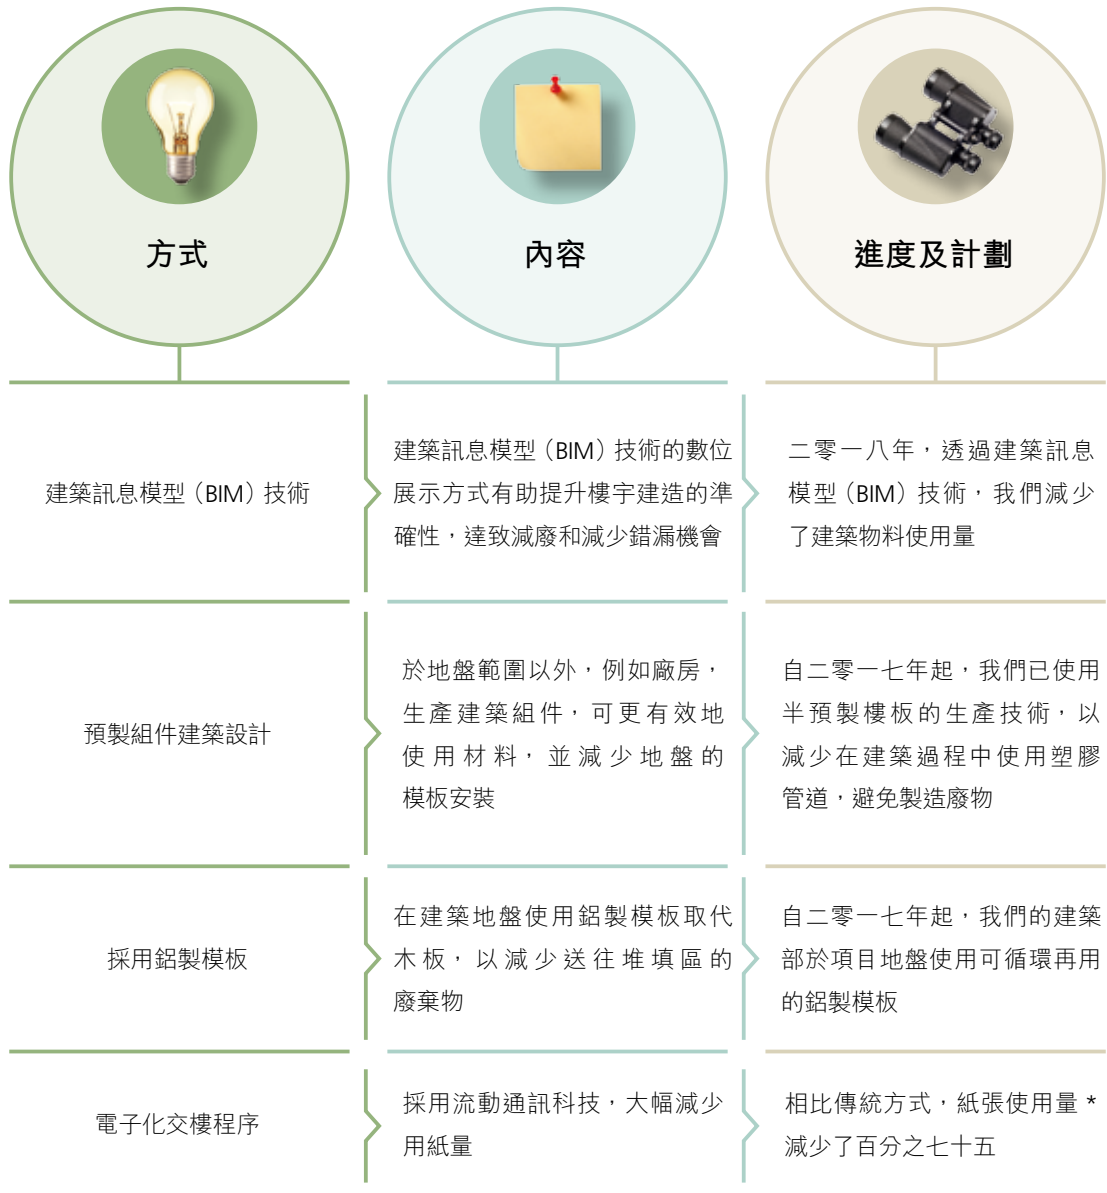 方式
內容
進度及計劃
建築訊息模型（BIM）技術
建築訊息模型（BIM）技術的數位
展示方式有助提升樓宇建造的準
確性，達致減廢和減少錯漏機會
二零一八年，透過建築訊息
模型（BIM）技術，我們減少
了建築物料使用量
預製組件建築設計
於地盤範圍以外，例如廠房，
生產建築組件，可更有效地
使用材料，並減少地盤的
模板安裝
自二零一七年起，我們已使用
半預製樓板的生產技術，以
減少在建築過程中使用塑膠
管道，避免製造廢物
採用鋁製模板
在建築地盤使用鋁製模板取代
木板，以減少送往堆填區的
廢棄物
自二零一七年起，我們的建築
部於項目地盤使用可循環再用
的鋁製模板
電子化交樓程序
採用流動通訊科技，大幅減少
用紙量
相比傳統方式，紙張使用量 *
減少了百分之七十五